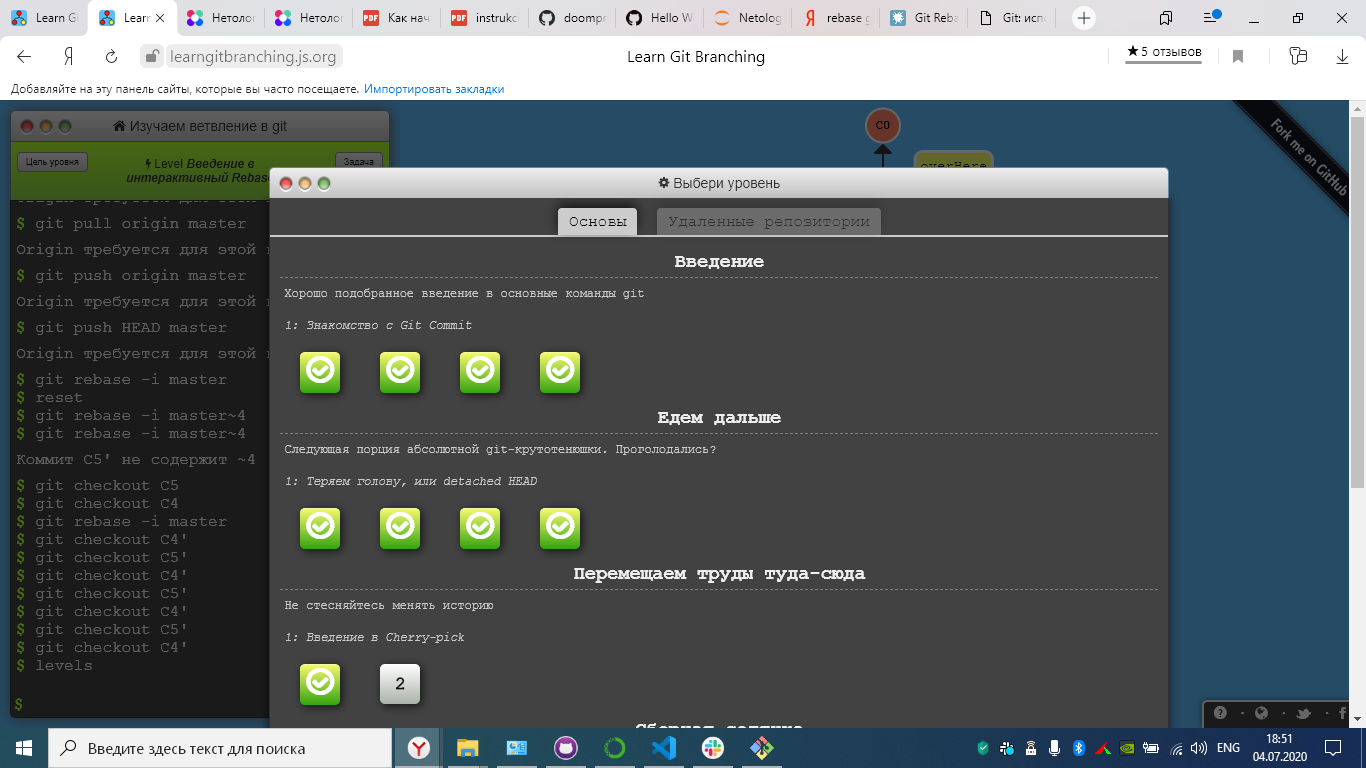 Learn Gi
Learn
Нетолог
Нетолог
PDF Как нач
PDF instrukc
doompr
Hello W
Netolog
Я rebase g
Git Reba
Git: исп
learngitbranching.js.org
Learn Git Branching
★ 5 отзывов
Добавляйте на эту панель сайты, которые вы часто посещаете. Импортировать закладки
Изучаем ветвление в git
Цель уровня
Level Введение в
интерактивный Rebase
Задача
$ git pull origin master
Origin требуется для этой
$ git push origin master
Origin требуется для этой
$ git push HEAD master
Origin требуется для этой
$ git rebase -i master
$ reset
$ git rebase -i master~4
$ git rebase -i master~4
Коммит C5' не содержит ~4
$ git checkout C5
$ git checkout C4
$ git rebase -i master
$ git checkout C4'
$ git checkout C5'
$ git checkout C4'
$ git checkout C5'
$ git checkout C4'
$ git checkout C5'
$ git checkout C4'
$ levels
$
C0
overHere
Fork me on GitHub
Выбери уровень
Основы
Удаленные репозитории
Введение
Хорошо подобранное введение в основные команды git
1: Знакомство с Git Commit
Едем дальше
Следующая порция абсолютной git-крутотенюшки. Проголодались?
1: Теряем голову, или detached HEAD
Перемещаем труды туда-сюда
Не стесняйтесь менять историю
1: Введение в Cherry-pick
2
Сборная солянка
Введите здесь текст для поиска
ENG
18:51
04.07.2020